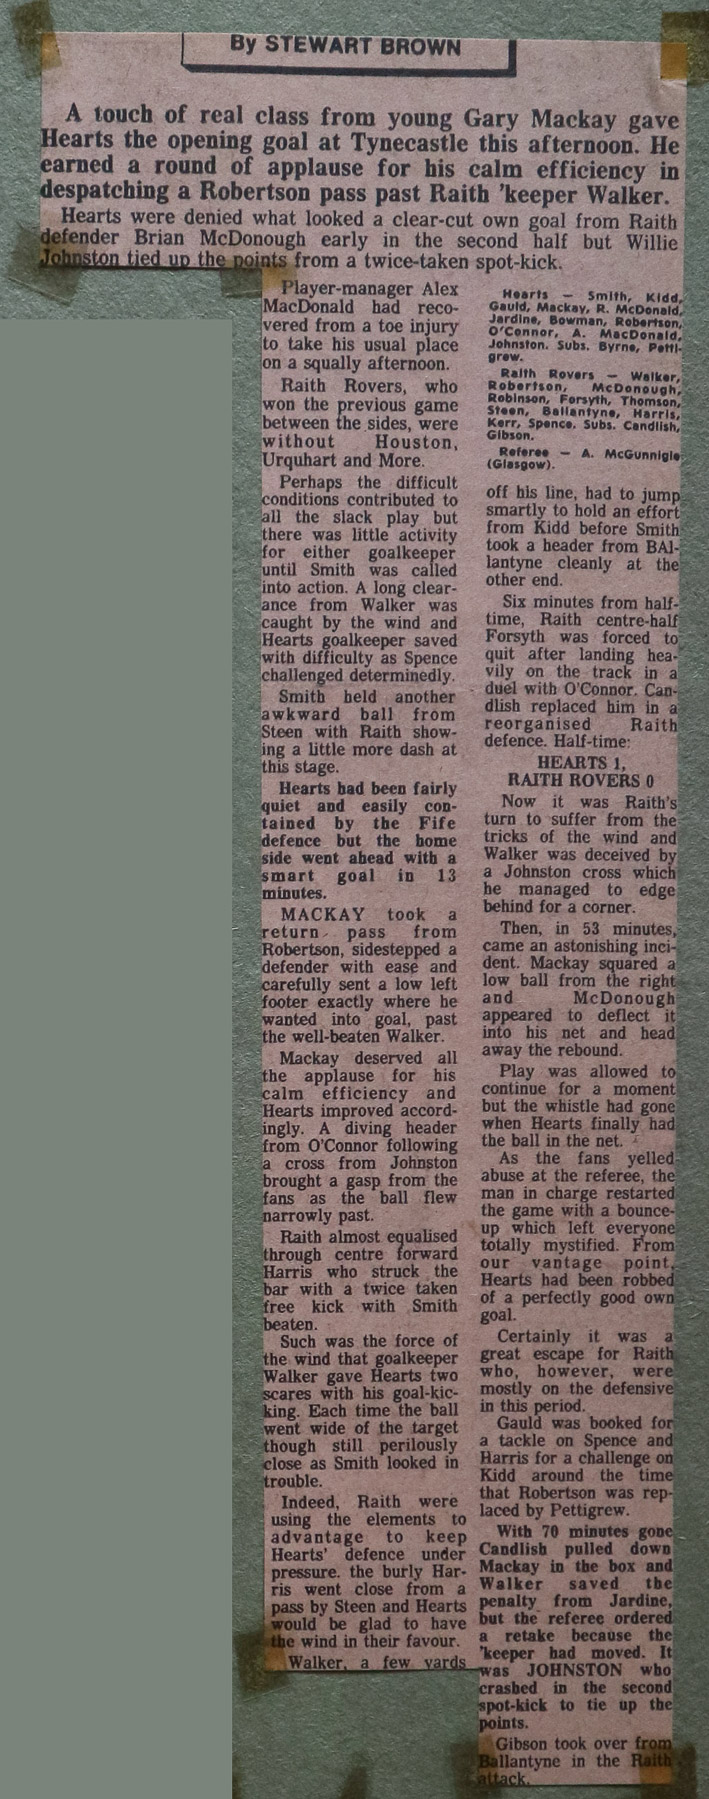 By STEWART BROWN
A touch of real class from young Gary Mackay gave
Hearts the opening goal at Tynecastle this afternoon. He
earned a round of applause for his calm efficiency in
despatching a Robertson pass past Raith 'keeper Walker.
Hearts were denied what looked a clear-cut own goal from Raith
defender Brian McDonough early in the second half but Willie
Johnston tied up the points from a twice-taken spot-kick.
Player-manager Alex
MacDonald had reco-
vered from a toe injury
to take his usual place
on a squally afternoon.
Raith Rovers, who
won the previous game
between the sides, were
without Houston,
Urquhart and More.
Perhaps the difficult
conditions contributed to
all the slack play but
there was little activity
for either goalkeeper
until Smith was called
into action. A long clear-
ance from Walker was
caught by the wind and
Hearts goalkeeper saved
with difficulty as Spence
challenged determinedly.
Smith held another
awkward ball from
Steen with Raith show-
ing a little more dash at
this stage.
Hearts had been fairly
quiet and easily con-
tained by the Fife
defence but the home
side went ahead with a
smart goal in 13
minutes.
MACKAY took a
return pass from
Robertson, sidestepped a
defender with ease and
carefully sent a low left
footer exactly where he
wanted into goal, past
the well-beaten Walker.
Mackay deserved all
the applause for his
calm efficiency and
Hearts improved accord-
ingly. A diving header
from O'Connor following
a cross from Johnston
brought a gasp from the
fans as the ball flew
narrowly past.
Raith almost equalised
through centre forward
Harris who struck the
bar with a twice taken
free kick with Smith
beaten.
Such was the force of
the wind that goalkeeper
Walker gave Hearts two
scares with his goal-kic-
king. Each time the ball
went wide of the target
though still perilously
close as Smith looked in
trouble.
Indeed, Raith were
using the elements to
advantage to keep
Hearts' defence under
pressure. the burly Har-
ris went close from a
pass by Steen and Hearts
would be glad to have
the wind in their favour.
Walker, a few yards
Hearts — Smith, Kidd,
Gauld, Mackay, R. McDonald,
Jardine, Bowman, Robertson,
O'Connor, A. MacDonald,
Johnston. Subs. Byrne, Petti-
grew.
Raith Rovers — Walker,
Robertson, McDonough,
Robinson, Forsyth, Thomson,
Steen, Ballantyne, Harris,
Kerr, Spence. Subs. Candlish,
Gibson.
Referee — A. McGunnigle
(Glasgow).
off his line, had to jump
smartly to hold an effort
from Kidd before Smith
took a header from BAl-
lantyne cleanly at the
other end.
Six minutes from half-
time, Raith centre-half
Forsyth was forced to
quit after landing hea-
vily on the track in a
duel with O'Connor. Can-
dlish replaced him in a
reorganised Raith
defence. Half-time:
HEARTS 1,
RAITH ROVERS 0
Now it was Raith's
turn to suffer from the
tricks of the wind and
Walker was deceived by
a Johnston cross which
he managed to edge
behind for a corner.
Then, in 53 minutes,
came an astonishing inci-
dent. Mackay squared a
low ball from the right
and McDonough
appeared to deflect it
into his net and head
away the rebound.
Play was allowed to
continue for a moment
but the whistle had gone
when Hearts finally had
the ball in the net.
As the fans yelled
abuse at the referee, the
man in charge restarted
the game with a bounce-
up which left everyone
totally mystified. From
our vantage point,
Hearts had been robbed
of a perfectly good own
goal.
Certainly it was a
great escape for Raith
who, however, were
mostly on the defensive
in this period.
Gauld was booked for
a tackle on Spence and
Harris for a challenge on
Kidd around the time
that Robertson was rep-
laced by Pettigrew.
With 70 minutes gone
Candlish pulled down
Mackay in the box and
Walker saved the
penalty from Jardine,
but the referee ordered
a retake because the
'keeper had moved. It
was JOHNSTON who
crashed in the second
spot-kick to tie up the
points.
Gibson took over from
Ballantyne in the Raith
attack.